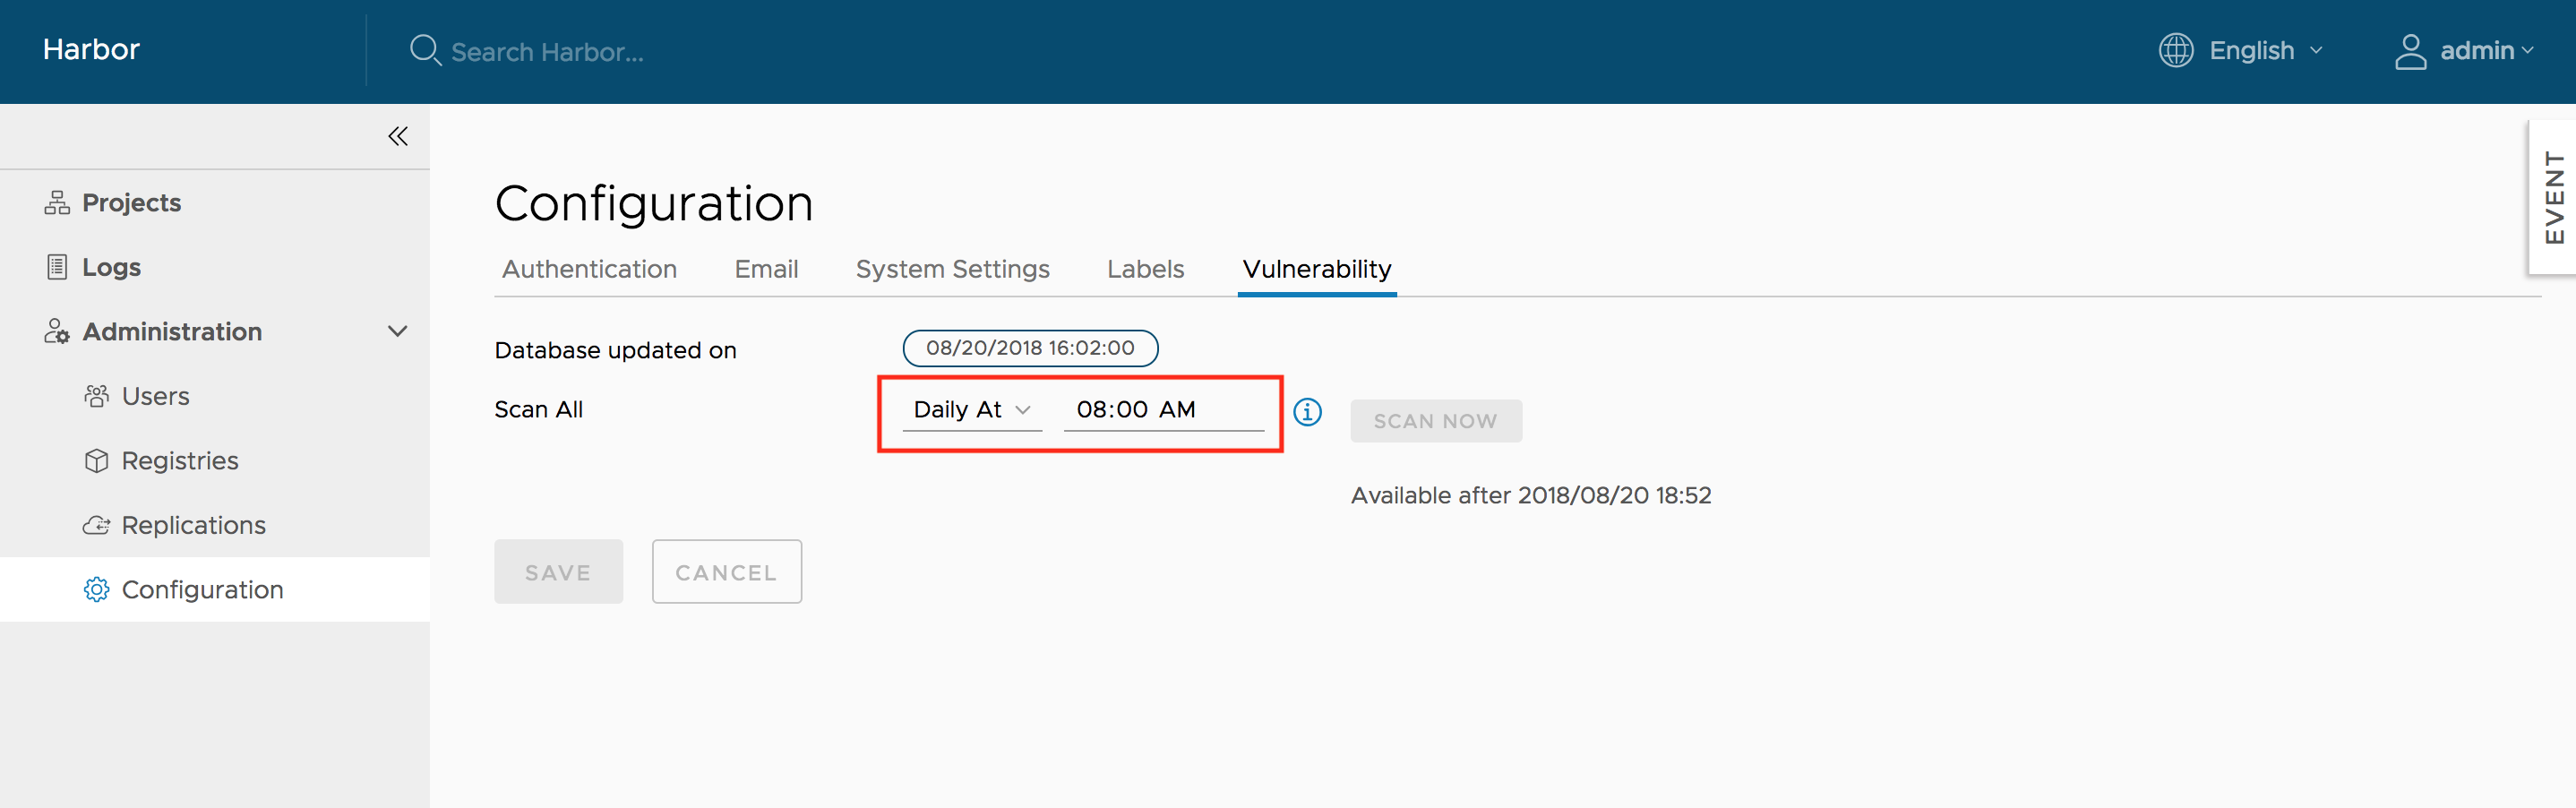 Harbor
Search Harbor...
English
admin
EVENT
Projects
Logs
Administration
Users
Registries
Replications
Configuration
Configuration
Authentication Email System Settings Labels Vulnerability
Database updated on 08/20/2018 16:02:00
Scan All Daily At 08:00 AM SCAN NOW
Available after 2018/08/20 18:52
SAVE CANCEL